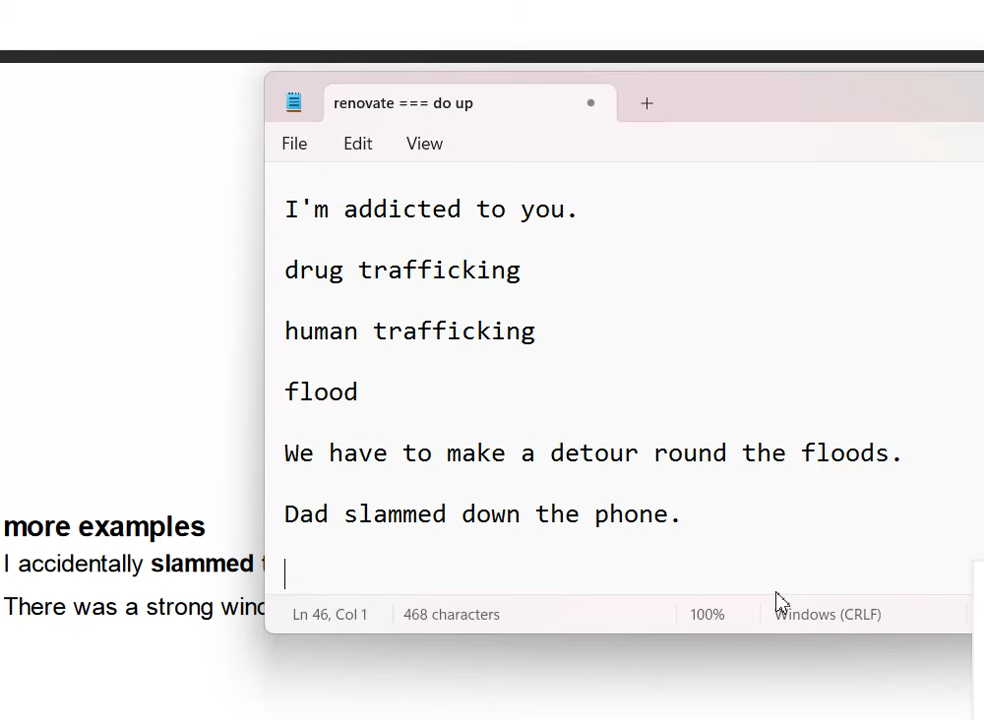 renovate === do up
File Edit View
I'm addicted to you.
drug trafficking
human trafficking
flood
We have to make a detour round the floods.
Dad slammed down the phone.
more examples
I accidentally slammed
There was a strong wind
Ln 46, Col 1 468 characters 100% Windows (CRLF)